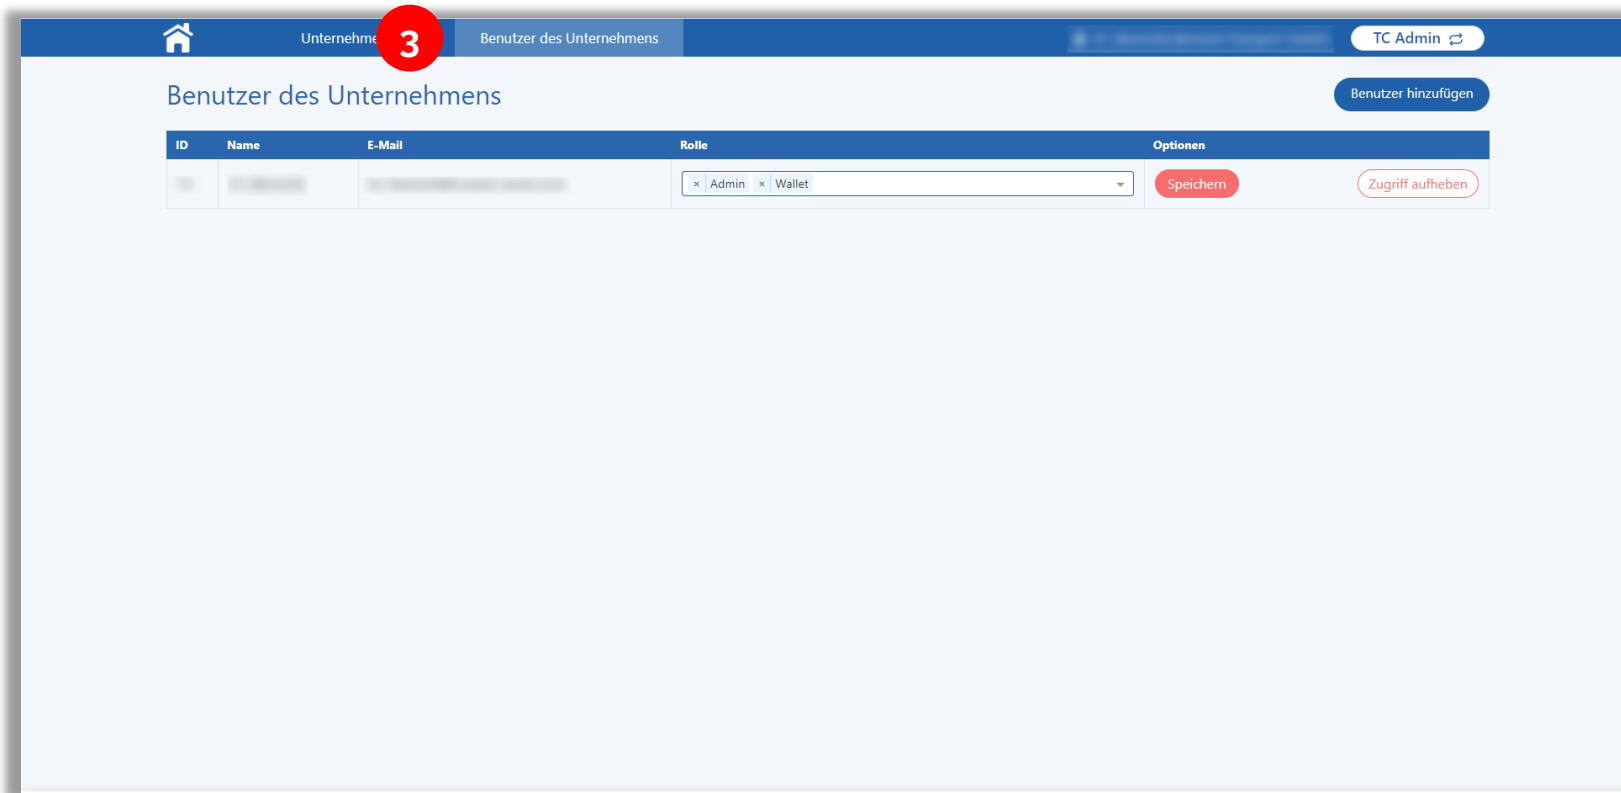 Unternehme 3 Benutzer des Unternehmens TC Admin
Benutzer des Unternehmens Benutzer hinzufügen
ID Name E-Mail Rolle Optionen
× Admin × Wallet Speichern Zugriff aufheben